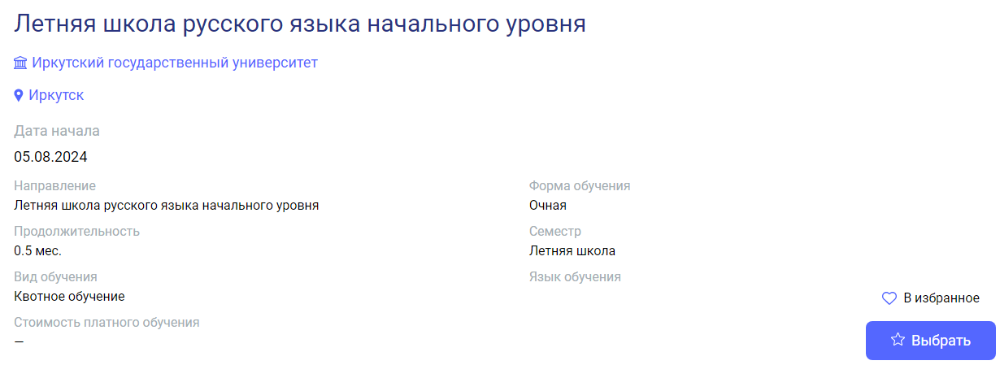 Летняя школа русского языка начального уровня
Иркутский государственный университет
Иркутск
Дата начала
05.08.2024
Направление
Летняя школа русского языка начального уровня
Форма обучения
Очная
Продолжительность
0.5 мес.
Семестр
Летняя школа
Вид обучения
Квотное обучение
Язык обучения
Стоимость платного обучения
—
В избранное
Выбрать